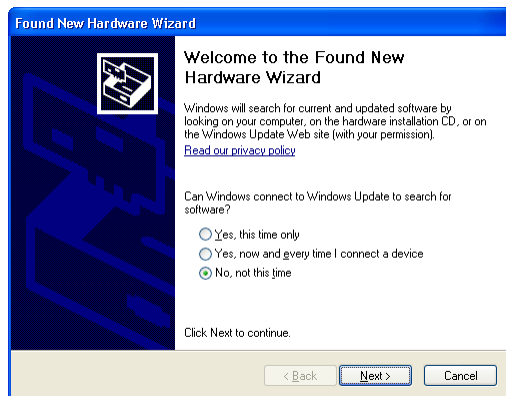 Found New Hardware Wizard
Welcome to the Found New
Hardware Wizard
Windows will search for current and updated software by
looking on your computer, on the hardware installation CD, or on
the Windows Update Web site (with your permission).
Read our privacy policy
Can Windows connect to Windows Update to search for
software?
Yes, this time only
Yes, now and every time I connect a device
No, not this time
Click Next to continue.
< Back Next > Cancel